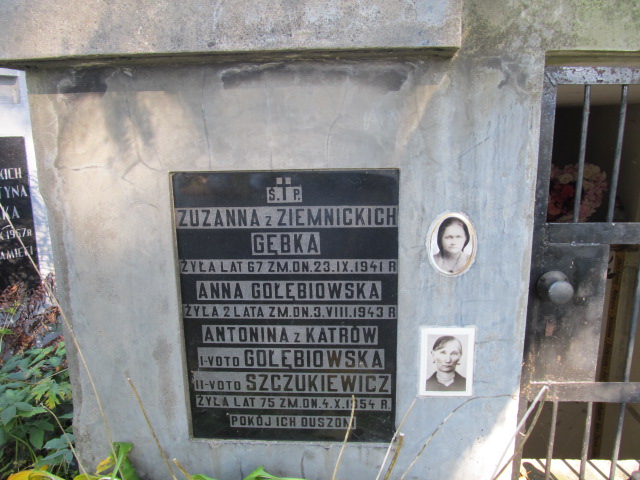 Ś. † P.
ZUZANNA Z ZIEMNICKICH
GĘBKA
ŻYŁA LAT 67 ZM. DN. 23. IX. 1941 R
ANNA GOŁĘBIOWSKA
ŻYŁA 2 LATA ZM. DN. 3. VIII. 1943 R
ANTONINA Z KATRÓW
I-VOTO GOŁĘBIOWSKA
II-VOTO SZCZUKIEWICZ
ŻYŁA LAT 75 ZM. DN. 4. X. 1954 R.
POKÓJ ICH DUSZOM